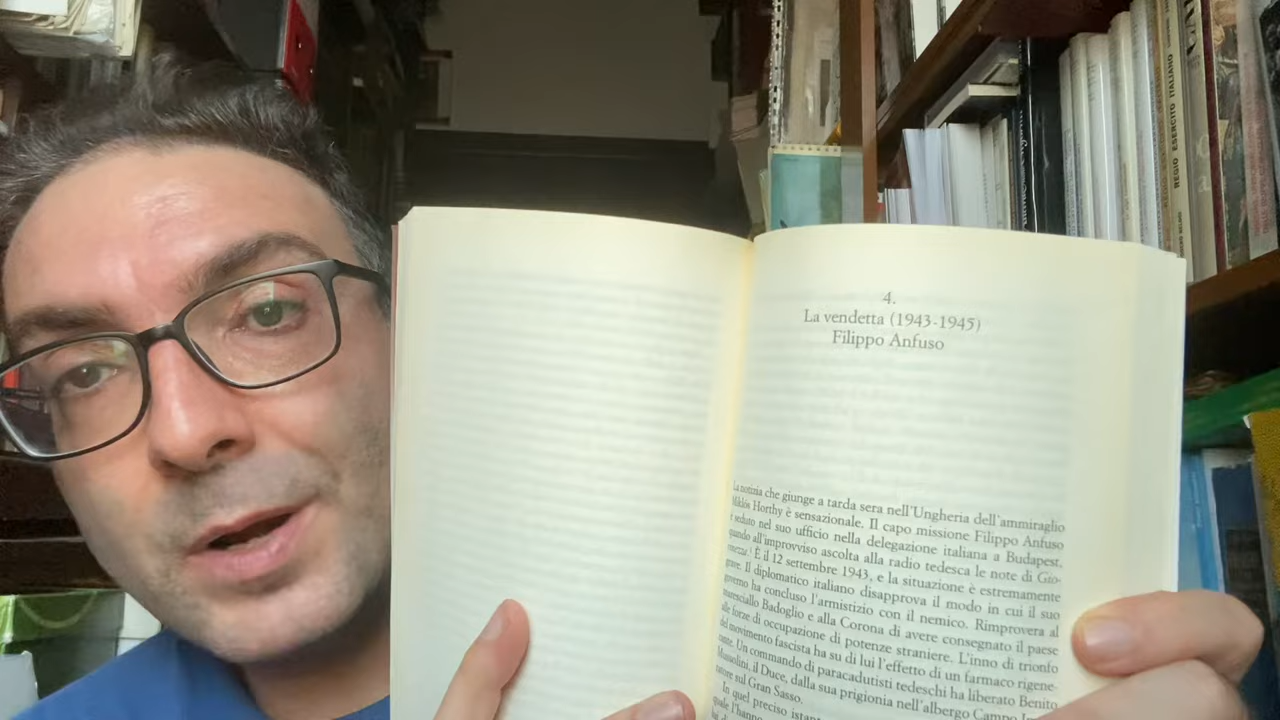 4.
La vendetta (1943-1945)
Filippo Anfuso
La notizia che giunge a tarda sera nell'Ungheria dell'ammiraglio
Miklós Horthy è sensazionale. Il capo missione Filippo Anfuso
è seduto nel suo ufficio nella delegazione italiana a Budapest,
quando all'improvviso ascolta alla radio tedesca le note di Gio-
vinezza.¹ È il 12 settembre 1943, e la situazione è estremamente
grave. Il diplomatico italiano disapprova il modo in cui il suo
governo ha concluso l'armistizio con il nemico. Rimprovera al
maresciallo Badoglio e alla Corona di avere consegnato il paese
alle forze di occupazione di potenze straniere. L'inno di trionfo
del movimento fascista ha su di lui l'effetto di un farmaco rigene-
rante. Un commando di paracadutisti tedeschi ha liberato Benito
Mussolini, il Duce, dalla sua prigionia nell'albergo Campo Im-
peratore sul Gran Sasso.
In quel preciso istan
REGIO ESERCITO ITALIANO